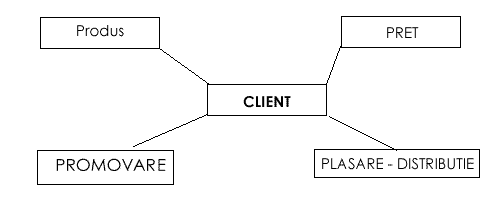 Produs
PRET
CLIENT
PROMOVARE
PLASARE - DISTRIBUTIE